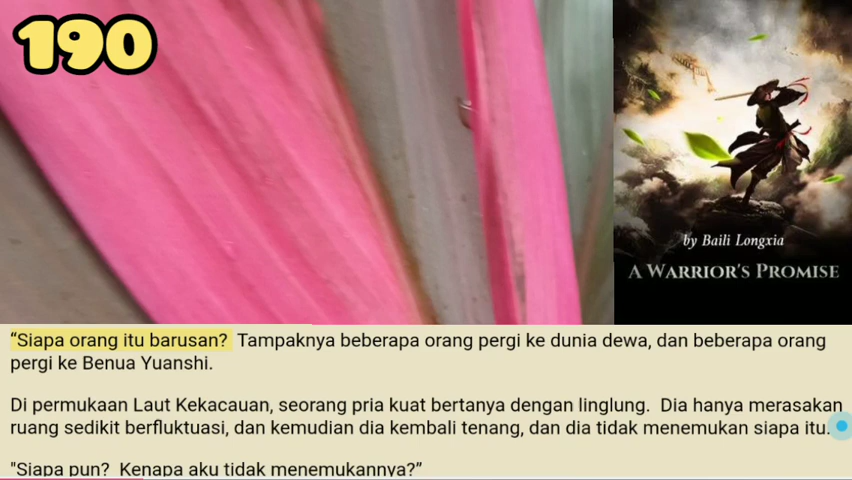 190
by Baili Longxia
A WARRIOR'S PROMISE
“Siapa orang itu barusan?  Tampaknya beberapa orang pergi ke dunia dewa, dan beberapa orang
pergi ke Benua Yuanshi.
Di permukaan Laut Kekacauan, seorang pria kuat bertanya dengan linglung.  Dia hanya merasakan
ruang sedikit berfluktuasi, dan kemudian dia kembali tenang, dan dia tidak menemukan siapa itu.
"Siapa pun?  Kenapa aku tidak menemukannya?”